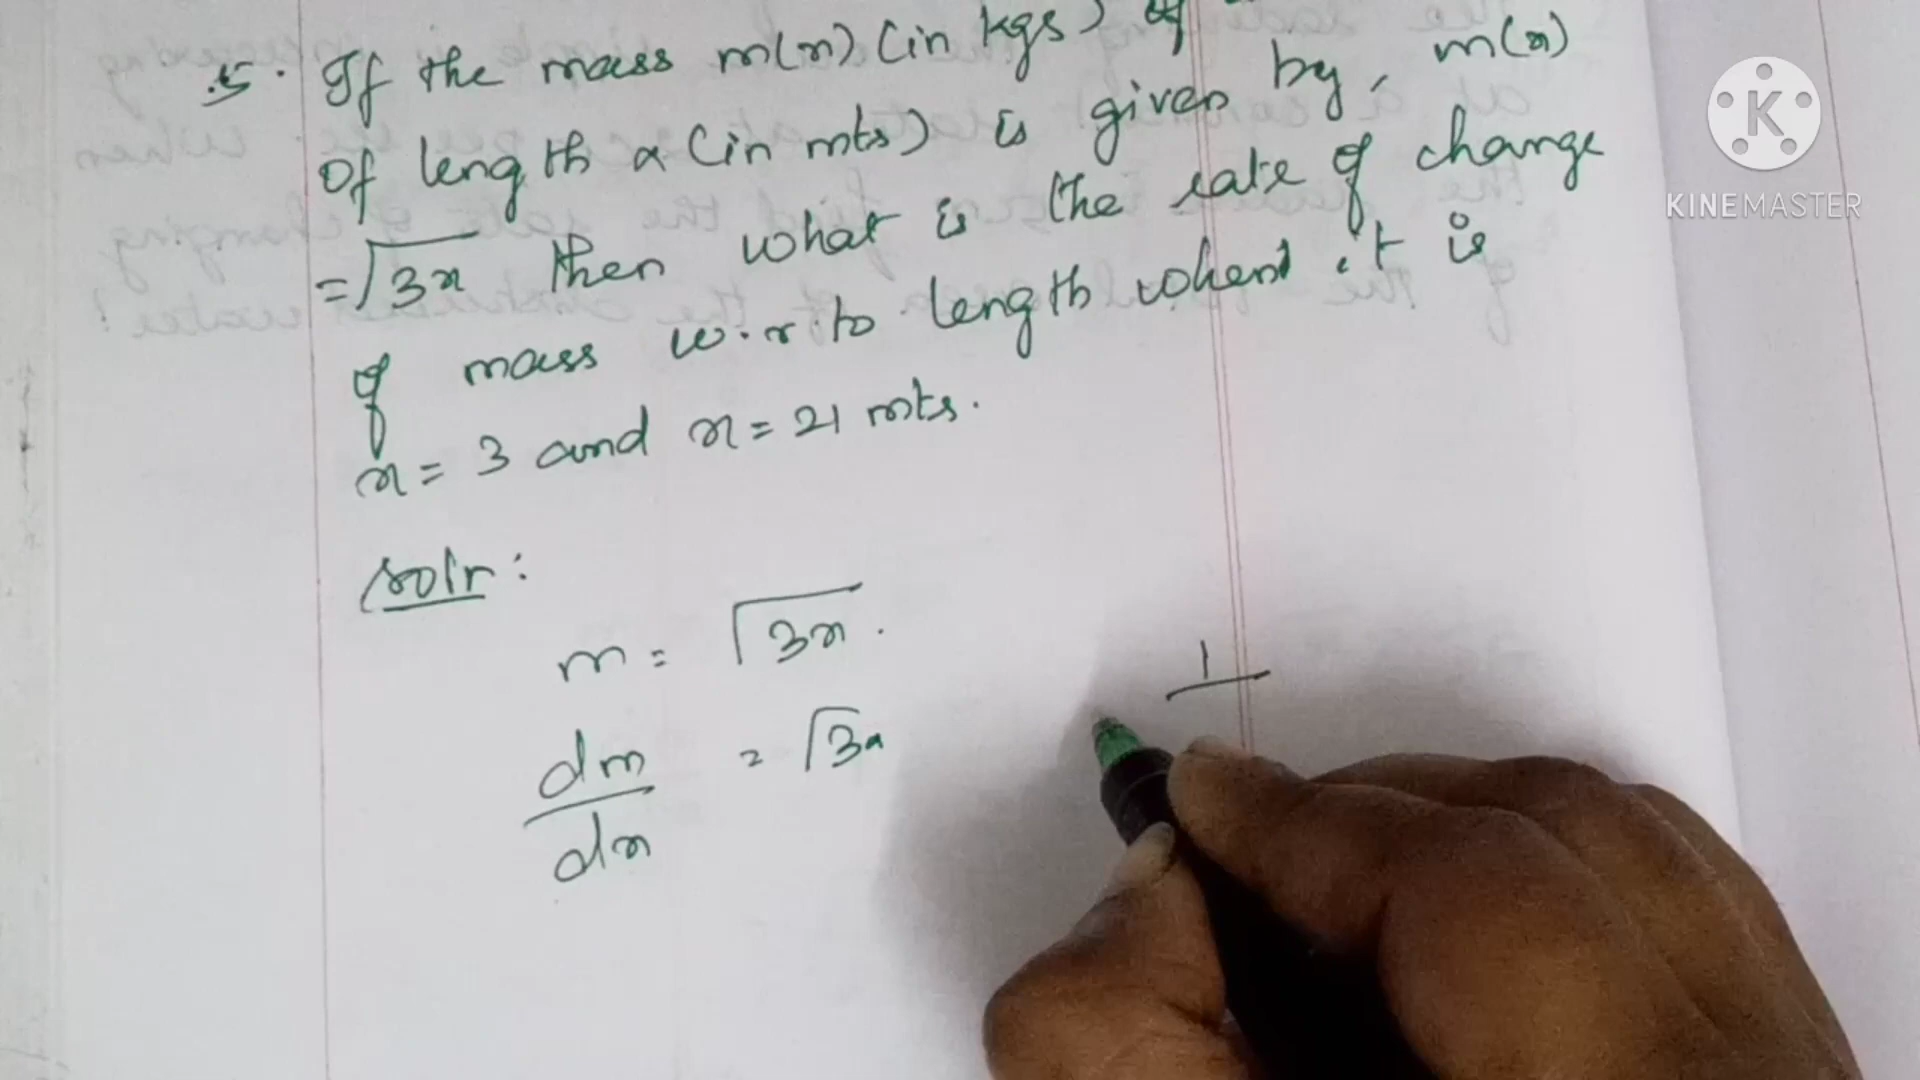 5. If the mass m(x) (in kgs) of
of length x (in mts) is given by, m(x)
= √3x then what is the rate of change
of mass w.r.to length when it is
x = 3 and x = 21 mts.
Soln:
m = √3x.
dm/dx = √3x
1
K
KINEMASTER